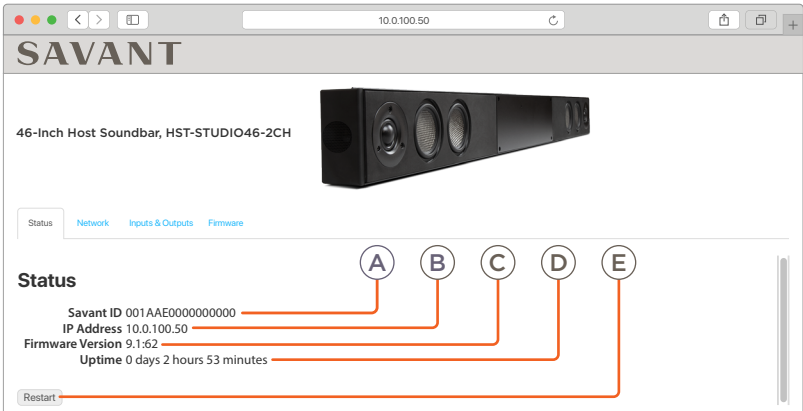 10.0.100.50
SAVANT
46-Inch Host Soundbar, HST-STUDIO46-2CH
Status Network Inputs & Outputs Firmware
A B C D E
Status
Savant ID 001AAE0000000000
IP Address 10.0.100.50
Firmware Version 9.1:62
Uptime 0 days 2 hours 53 minutes
Restart